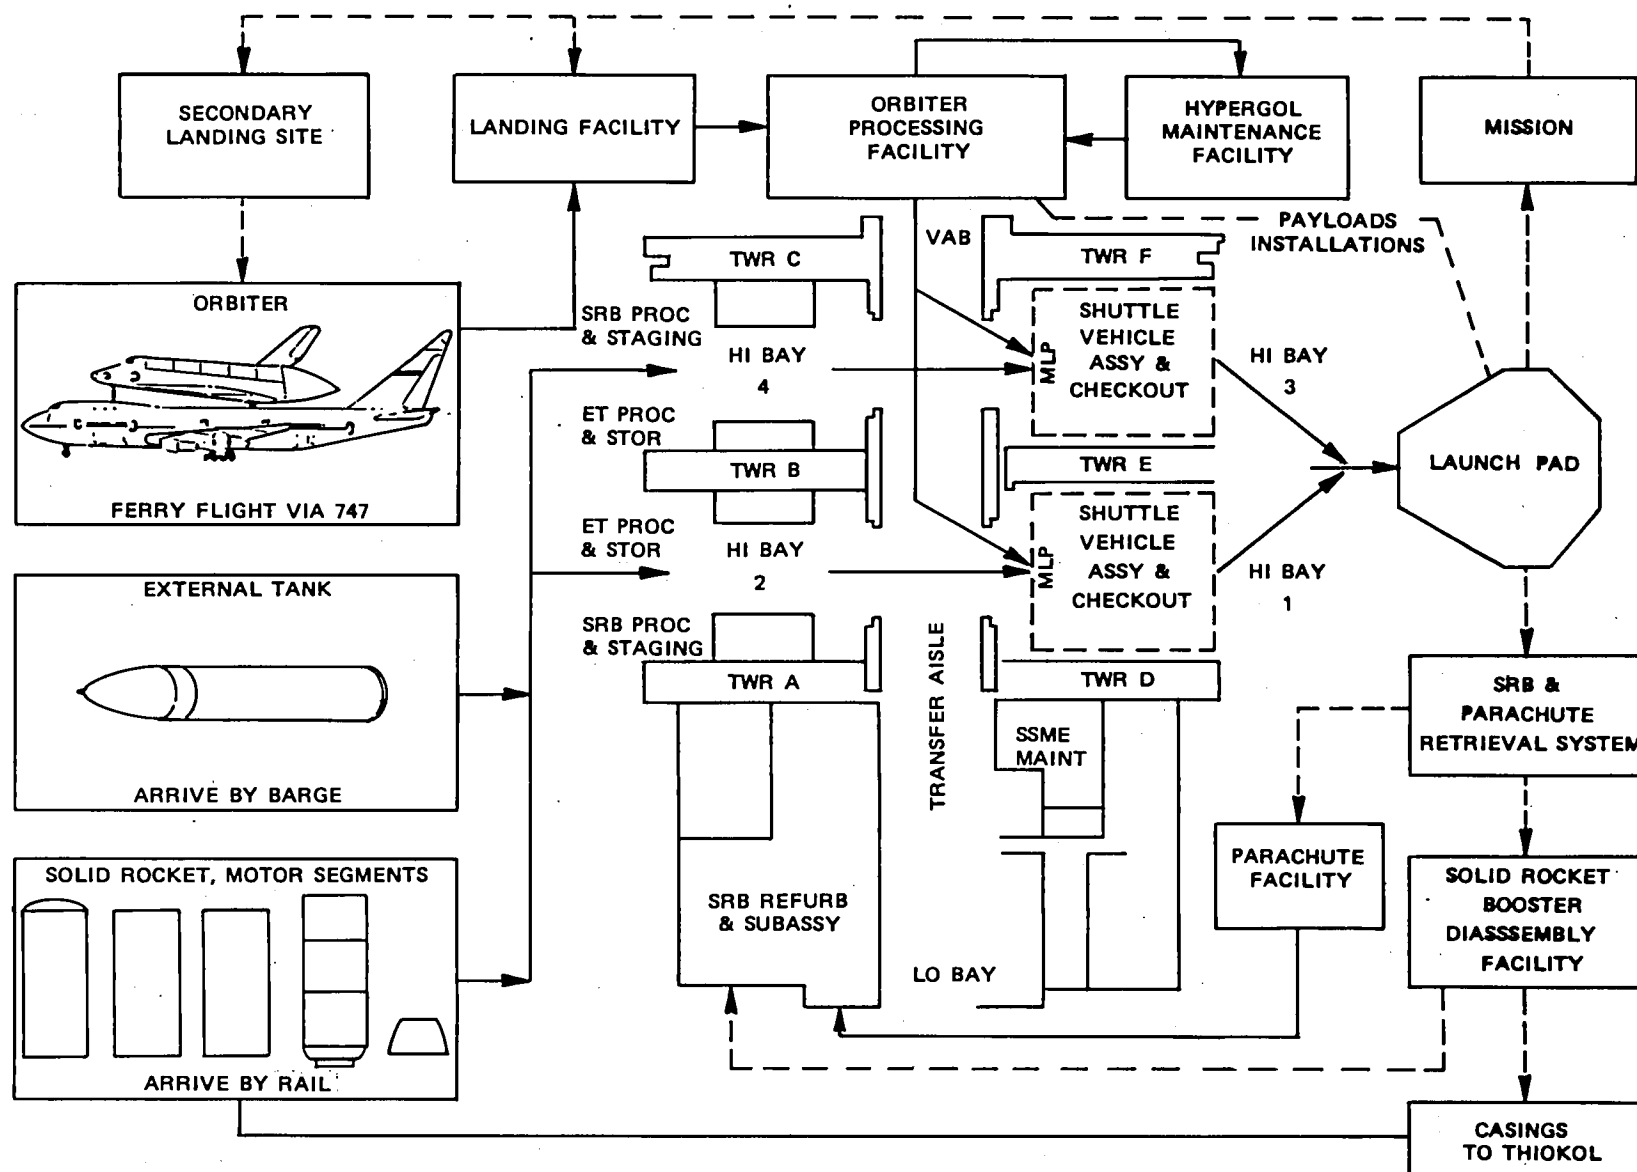 SECONDARY
LANDING SITE
LANDING FACILITY
ORBITER
PROCESSING
FACILITY
HYPERGOL
MAINTENANCE
FACILITY
MISSION
PAYLOADS
INSTALLATIONS
VAB
TWR C
TWR F
ORBITER
FERRY FLIGHT VIA 747
SRB PROC
& STAGING
HI BAY
4
MLP
SHUTTLE
VEHICLE
ASSY &
CHECKOUT
HI BAY
3
ET PROC
& STOR
TWR B
TWR E
LAUNCH PAD
ET PROC
& STOR
HI BAY
2
MLP
SHUTTLE
VEHICLE
ASSY &
CHECKOUT
HI BAY
1
EXTERNAL TANK
ARRIVE BY BARGE
SRB PROC
& STAGING
TWR A
TRANSFER AISLE
TWR D
SSME
MAINT
SRB &
PARACHUTE
RETRIEVAL SYSTEM
PARACHUTE
FACILITY
SOLID ROCKET, MOTOR SEGMENTS
ARRIVE BY RAIL
SRB REFURB
& SUBASSY
LO BAY
SOLID ROCKET
BOOSTER
DIASSSEMBLY
FACILITY
CASINGS
TO THIOKOL